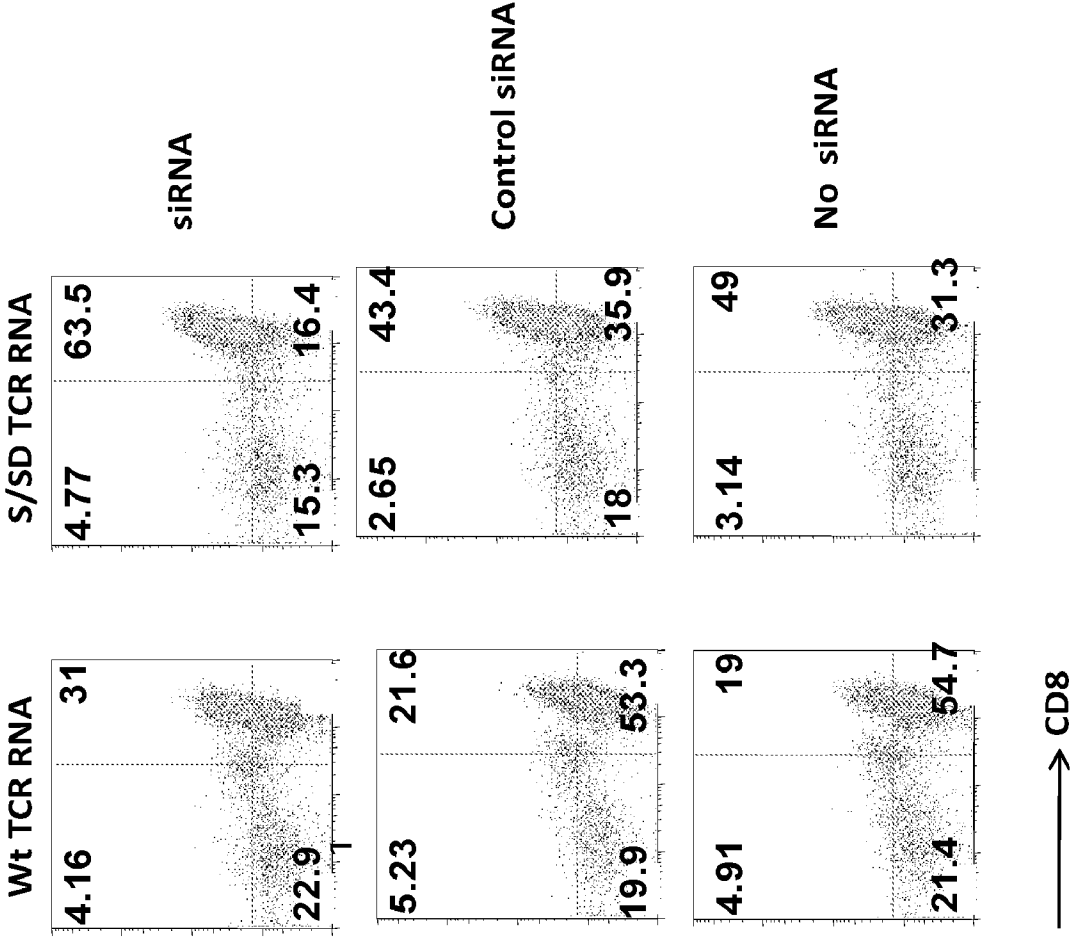 Wt TCR RNA S/SD TCR RNA
4.16 31 4.77 63.5
siRNA
22.9 15.3 16.4
5.23 21.6 2.65 43.4
Control siRNA
19.9 53.3 18 35.9
4.91 19 3.14 49
No siRNA
21.4 54.7 31.3
CD8